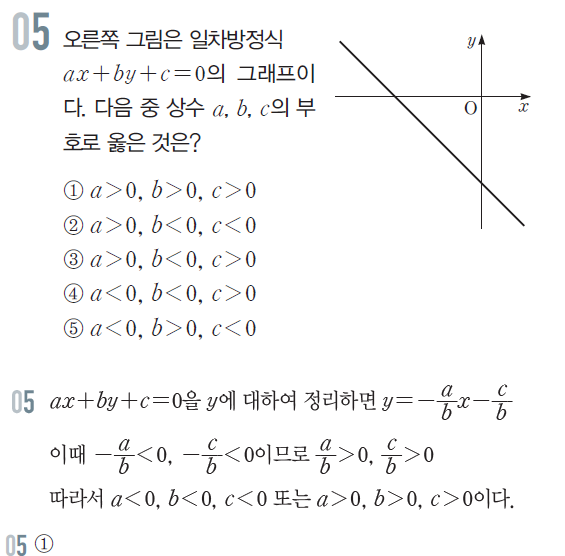 05 오른쪽 그림은 일차방정식
ax+by+c=0의 그래프이
다. 다음 중 상수 a, b, c의 부
호로 옳은 것은?
y
O
x
① a>0, b>0, c>0
② a>0, b<0, c<0
③ a>0, b<0, c>0
④ a<0, b<0, c>0
⑤ a<0, b>0, c<0
05 ax+by+c=0을 y에 대하여 정리하면 y=-a/b x-c/b
이때 -a/b<0, -c/b<0이므로 a/b>0, c/b>0
따라서 a<0, b<0, c<0 또는 a>0, b>0, c>0이다.
05 ①